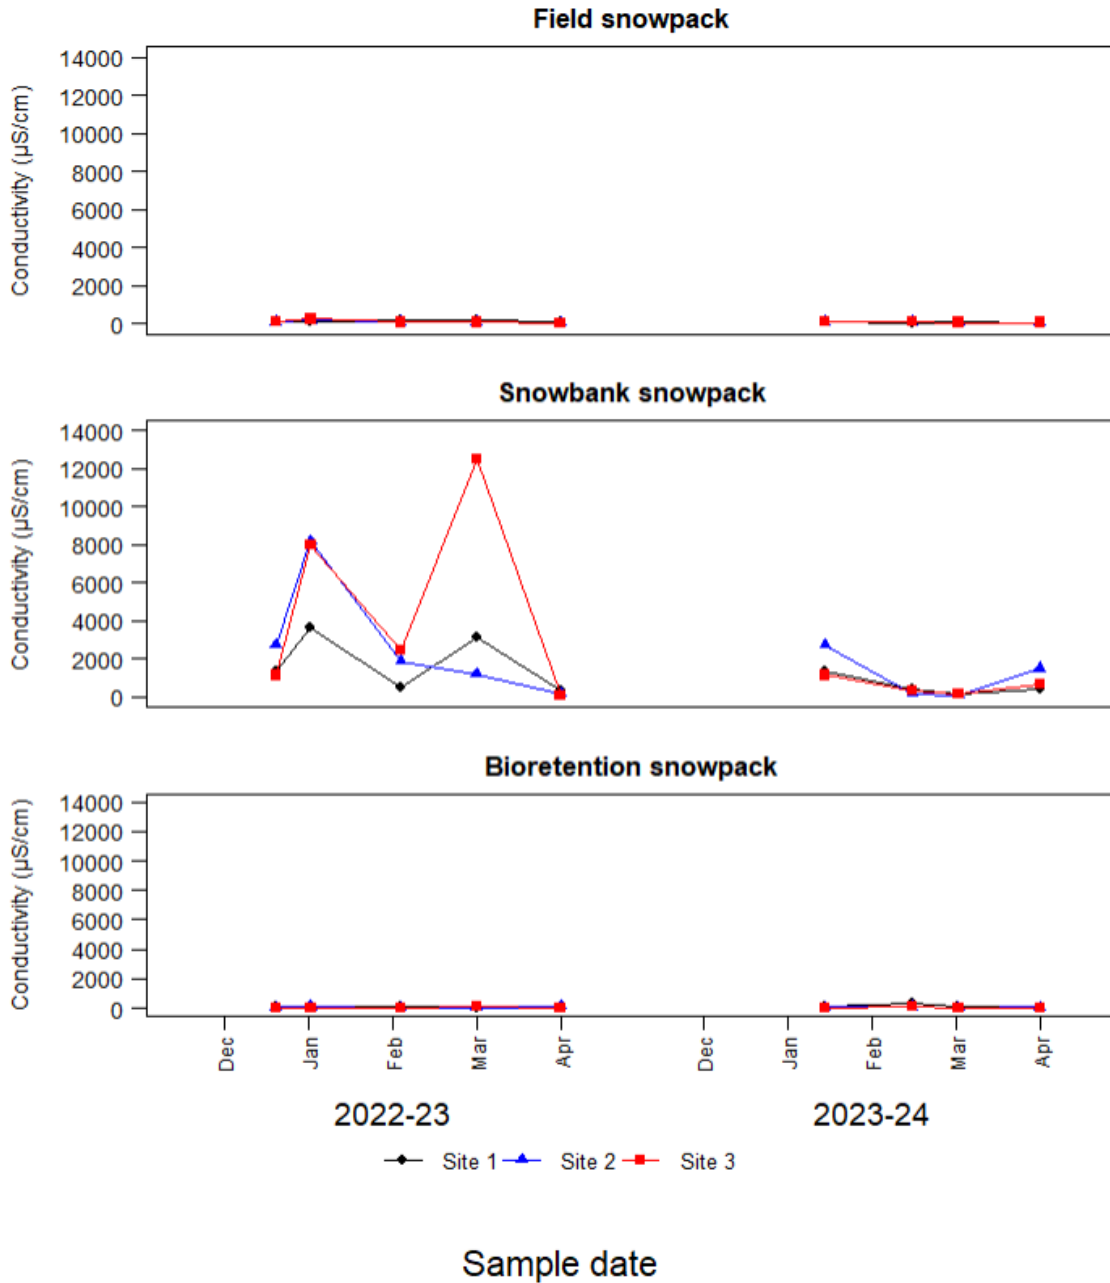 Field snowpack
Conductivity (µS/cm)
14000
12000
10000
8000
6000
4000
2000
0
Snowbank snowpack
Conductivity (µS/cm)
14000
12000
10000
8000
6000
4000
2000
0
Bioretention snowpack
Conductivity (µS/cm)
14000
12000
10000
8000
6000
4000
2000
0
Dec Jan Feb Mar Apr Dec Jan Feb Mar Apr
2022-23 2023-24
Site 1 Site 2 Site 3
Sample date